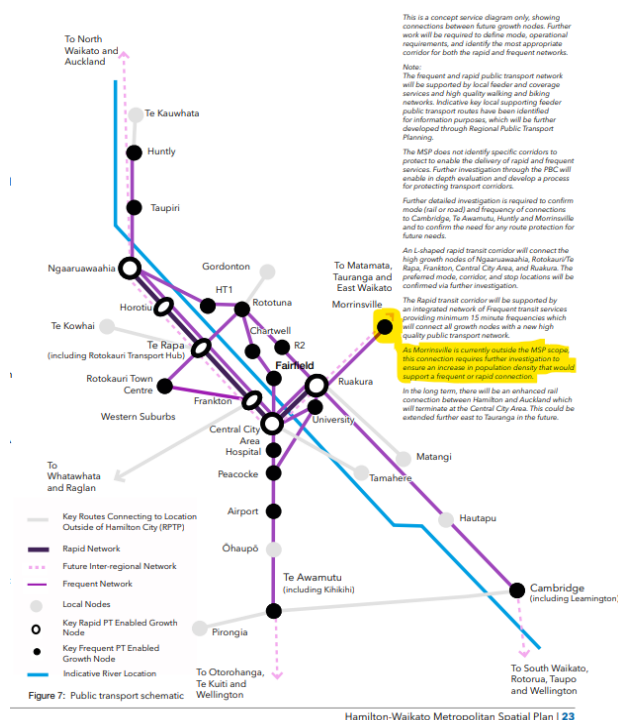 This is a concept service diagram only, showing
connections between future growth nodes. Further
work will be required to define mode, operational
requirements, and identify the most appropriate
corridor for both the rapid and frequent networks.
Note:
The frequent and rapid public transport network
will be supported by local feeder and coverage
services and high quality walking and biking
networks. Indicative key local supporting feeder
public transport routes have been identified
for information purposes, which will be further
developed through Regional Public Transport
Planning.
The MSP does not identify specific corridors to
protect to enable the delivery of rapid and frequent
services. Further investigation through the PBC will
enable in depth evaluation and develop a process
for protecting transport corridors.
Further detailed investigation is required to confirm
mode (rail or road) and frequency of connections
to Cambridge, Te Awamutu, Huntly and Morrinsville
and to confirm the need for any route protection for
future needs.
An L-shaped rapid transit corridor will connect the
high growth nodes of Ngaaruawaahia, Rotokauri/Te
Rapa, Frankton, Central City Area, and Ruakura. The
preferred mode, corridor, and stop locations will be
confirmed via further investigation.
The Rapid transit corridor will be supported by
an integrated network of Frequent transit services
providing minimum 15 minute frequencies which
will connect all growth nodes with a new high
quality public transport network.
As Morrinsville is currently outside the MSP scope,
this connection requires further investigation to
ensure an increase in population density that would
support a frequent or rapid connection.
In the long term, there will be an enhanced rail
connection between Hamilton and Auckland which
will terminate at the Central City Area. This could be
extended further east to Tauranga in the future.
To North
Waikato and
Auckland
Te Kauwhata
Huntly
Taupiri
Ngaaruawaahia
Gordonton
To Matamata,
Tauranga and
East Waikato
Morrinsville
HT1
Horotiu
Rototuna
Te Kowhai
Chartwell
Te Rapa
(including Rotokauri Transport Hub)
R2
Fairfield
Rotokauri Town
Centre
Ruakura
Frankton
Western Suburbs
University
Central City
Area
Hospital
Matangi
To
Whatawhata
and Raglan
Peacocke
Tamahere
Airport
Hautapu
Ōhaupō
Te Awamutu
(including Kihikihi)
Cambridge
(including Leamington)
Pirongia
To Otorohanga,
Te Kuiti and
Wellington
To South Waikato,
Rotorua, Taupo
and Wellington
Key Routes Connecting to Location
Outside of Hamilton City (RPTP)
Rapid Network
Future Inter-regional Network
Frequent Network
Local Nodes
Key Rapid PT Enabled Growth
Node
Key Frequent PT Enabled
Growth Node
Indicative River Location
Figure 7: Public transport schematic
Hamilton-Waikato Metropolitan Spatial Plan | 23